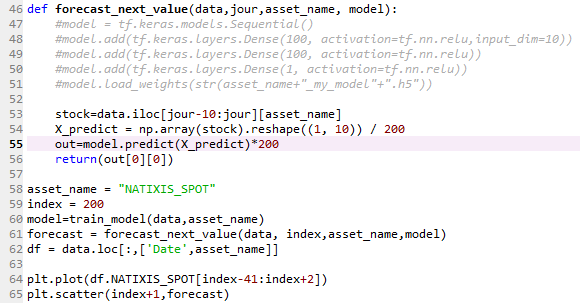 46 def forecast_next_value(data,jour,asset_name, model):
47     #model = tf.keras.models.Sequential()
48     #model.add(tf.keras.layers.Dense(100, activation=tf.nn.relu,input_dim=10))
49     #model.add(tf.keras.layers.Dense(100, activation=tf.nn.relu))
50     #model.add(tf.keras.layers.Dense(1, activation=tf.nn.relu))
51     #model.load_weights(str(asset_name+"_my_model"+".h5"))
52
53     stock=data.iloc[jour-10:jour][asset_name]
54     X_predict = np.array(stock).reshape((1, 10)) / 200
55     out=model.predict(X_predict)*200
56     return(out[0][0])
57
58 asset_name = "NATIXIS_SPOT"
59 index = 200
60 model=train_model(data,asset_name)
61 forecast = forecast_next_value(data, index,asset_name,model)
62 df = data.loc[:,['Date',asset_name]]
63
64 plt.plot(df.NATIXIS_SPOT[index-41:index+2])
65 plt.scatter(index+1,forecast)